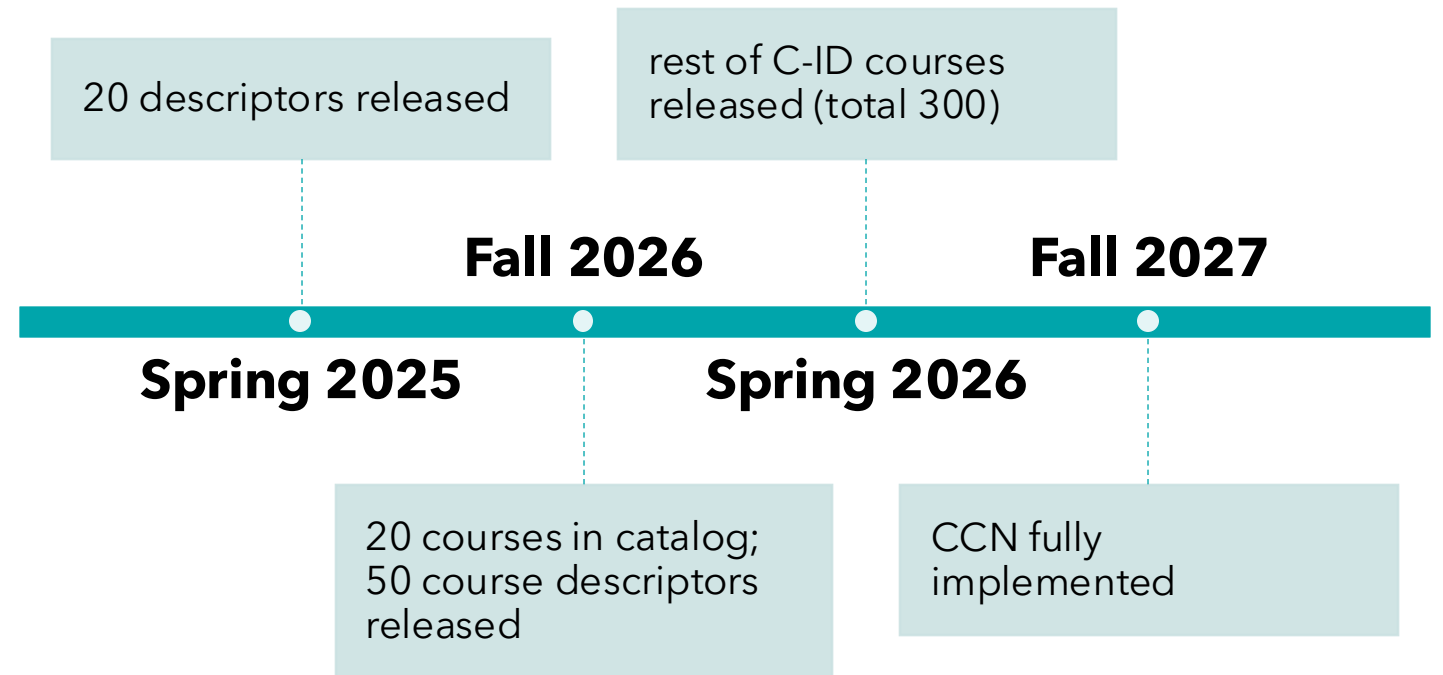 20 descriptors released
rest of C-ID courses
released (total 300)
Fall 2026
Fall 2027
Spring 2025
Spring 2026
20 courses in catalog;
50 course descriptors
released
CCN fully
implemented